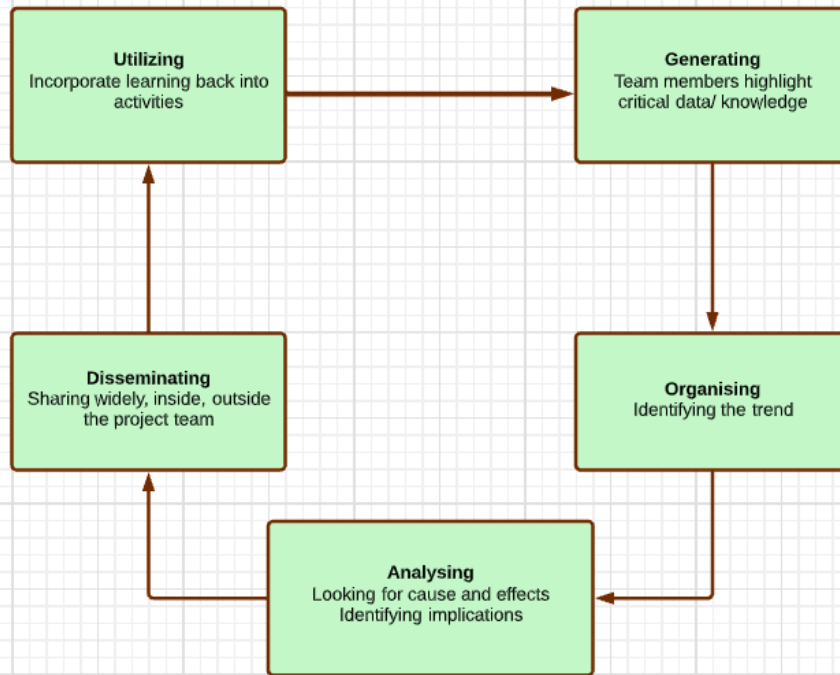 Utilizing
Incorporate learning back into
activities
Generating
Team members highlight
critical data/ knowledge
Disseminating
Sharing widely, inside, outside
the project team
Organising
Identifying the trend
Analysing
Looking for cause and effects
Identifying implications